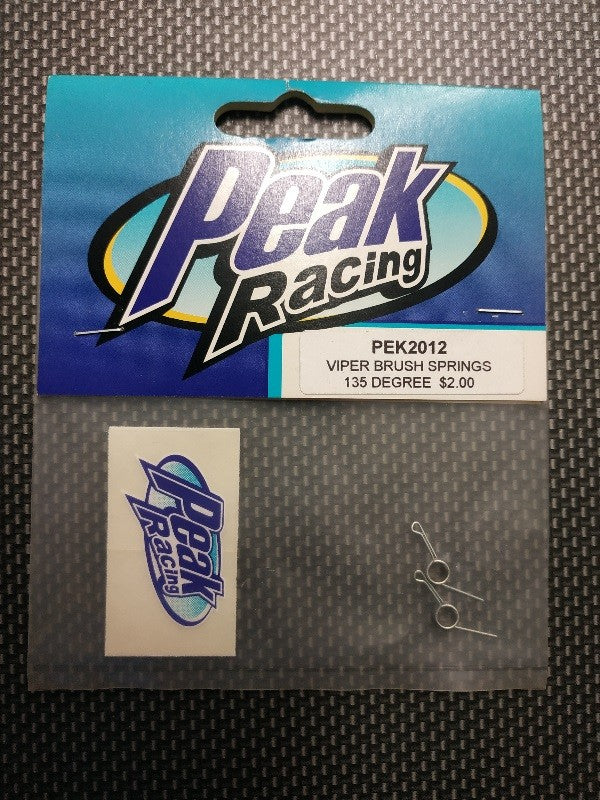 Peak
Racing
PEK2012
VIPER BRUSH SPRINGS
135 DEGREE $2.00
Peak
Racing